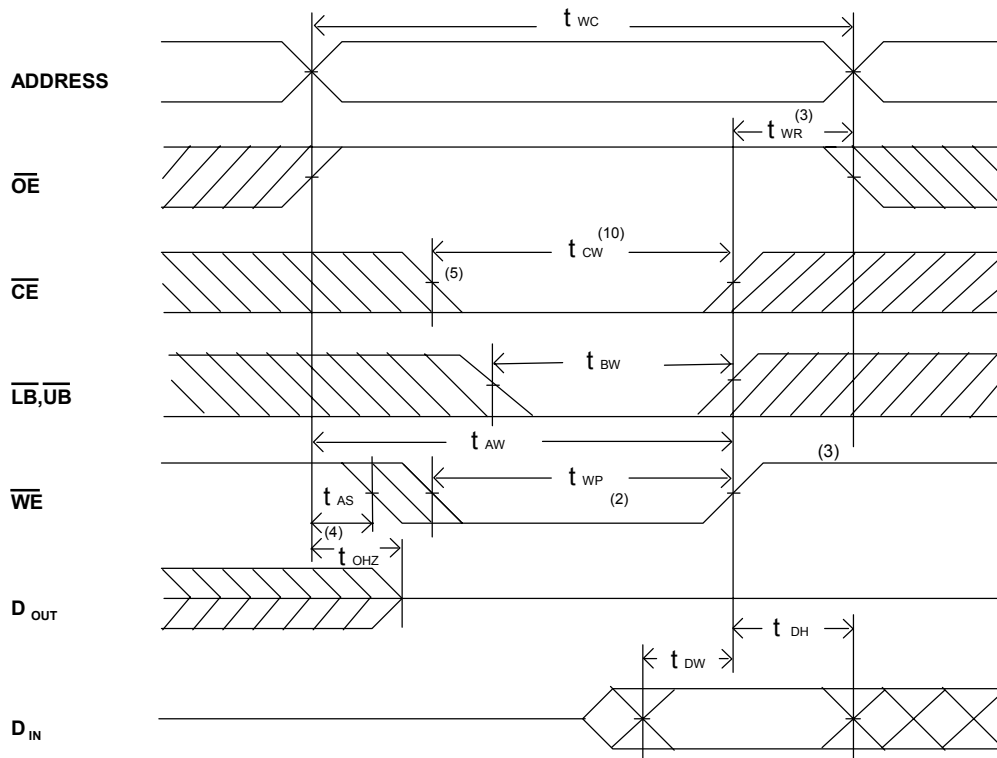 t WC
ADDRESS
t WR (3)
OE
t CW (10)
(5)
CE
t BW
LB,UB
t AW
(3)
t WP (2)
WE
t AS
(4)
t OHZ
D OUT
t DH
t DW
D IN